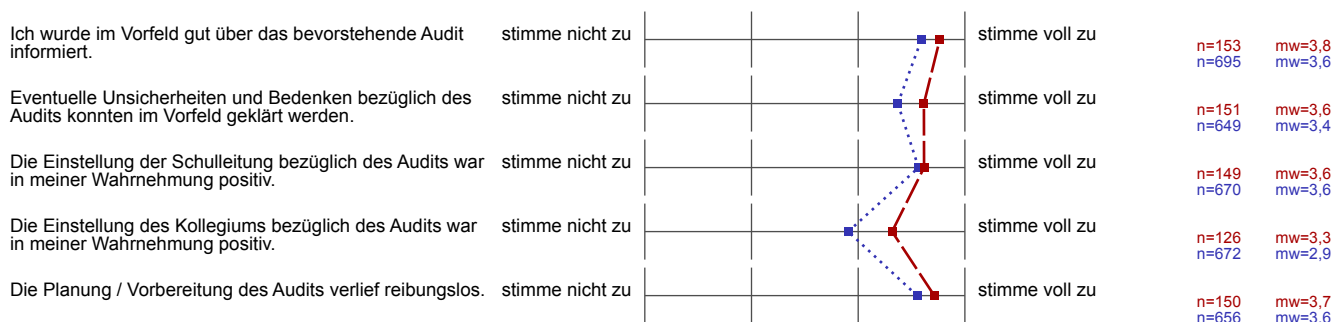 Ich wurde im Vorfeld gut über das bevorstehende Audit
informiert.
stimme nicht zu
stimme voll zu
n=153 mw=3,8
n=695 mw=3,6
Eventuelle Unsicherheiten und Bedenken bezüglich des
Audits konnten im Vorfeld geklärt werden.
stimme nicht zu
stimme voll zu
n=151 mw=3,6
n=649 mw=3,4
Die Einstellung der Schulleitung bezüglich des Audits war
in meiner Wahrnehmung positiv.
stimme nicht zu
stimme voll zu
n=149 mw=3,6
n=670 mw=3,6
Die Einstellung des Kollegiums bezüglich des Audits war
in meiner Wahrnehmung positiv.
stimme nicht zu
stimme voll zu
n=126 mw=3,3
n=672 mw=2,9
Die Planung / Vorbereitung des Audits verlief reibungslos.
stimme nicht zu
stimme voll zu
n=150 mw=3,7
n=656 mw=3,6